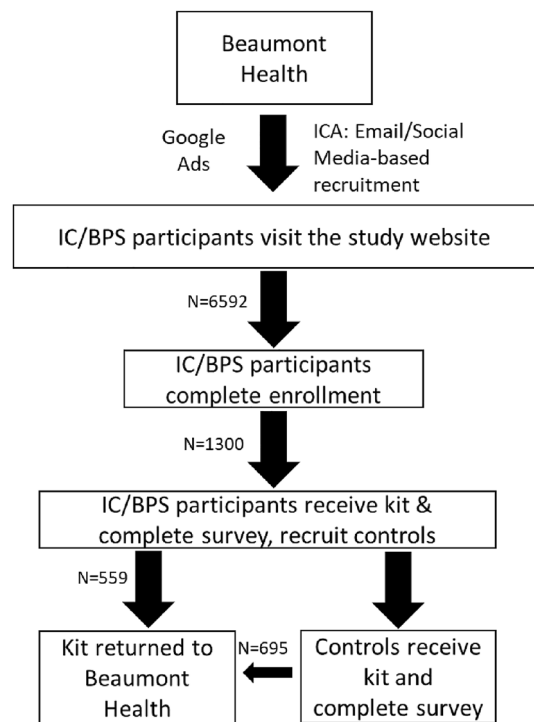 Beaumont
Health
Google
Ads
ICA: Email/Social
Media-based
recruitment
IC/BPS participants visit the study website
N=6592
IC/BPS participants
complete enrollment
N=1300
IC/BPS participants receive kit &
complete survey, recruit controls
N=559
Kit returned to
Beaumont
Health
N=695
Controls receive
kit and
complete survey